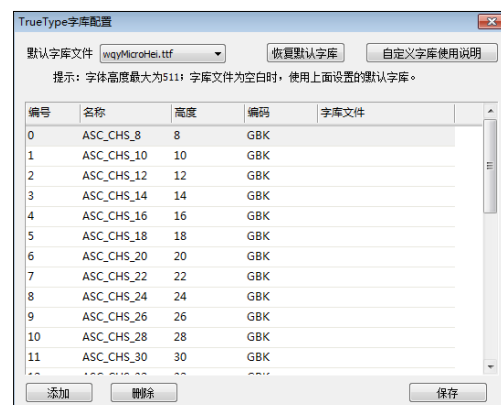 TrueType字库配置
默认字库文件 wqyMicroHei.ttf 恢复默认字库 自定义字库使用说明
提示：字体高度最大为511；字库文件为空白时，使用上面设置的默认字库。
编号 名称 高度 编码 字库文件
0 ASC_CHS_8 8 GBK
1 ASC_CHS_10 10 GBK
2 ASC_CHS_12 12 GBK
3 ASC_CHS_14 14 GBK
4 ASC_CHS_16 16 GBK
5 ASC_CHS_18 18 GBK
6 ASC_CHS_20 20 GBK
7 ASC_CHS_22 22 GBK
8 ASC_CHS_24 24 GBK
9 ASC_CHS_26 26 GBK
10 ASC_CHS_28 28 GBK
11 ASC_CHS_30 30 GBK
添加 删除 保存